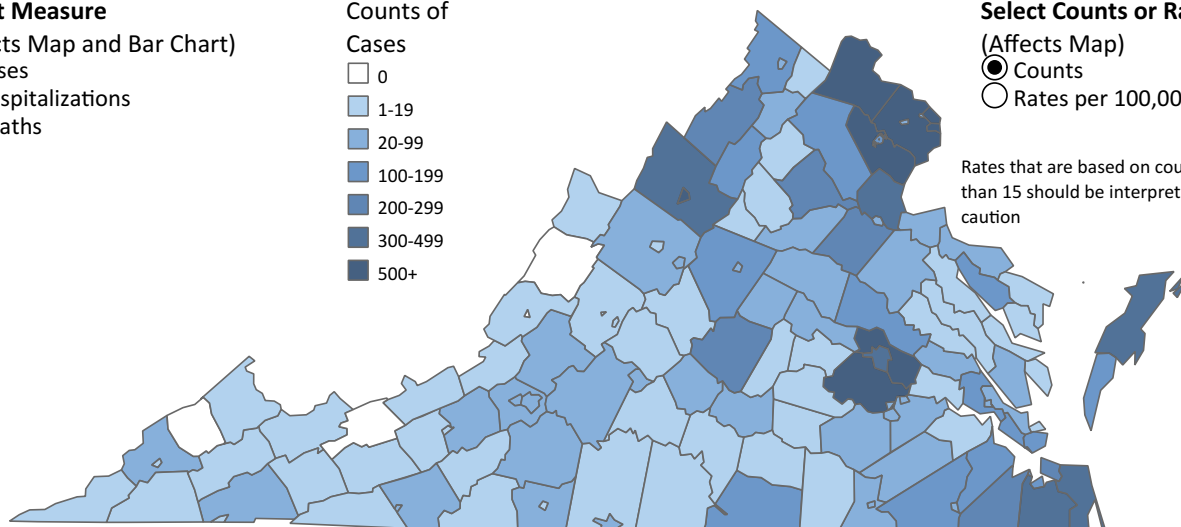 t Measure
cts Map and Bar Chart)
ses
spitalizations
aths
Counts of
Cases
0
1-19
20-99
100-199
200-299
300-499
500+
Select Counts or Ra
(Affects Map)
Counts
Rates per 100,00
Rates that are based on cou
than 15 should be interpret
caution